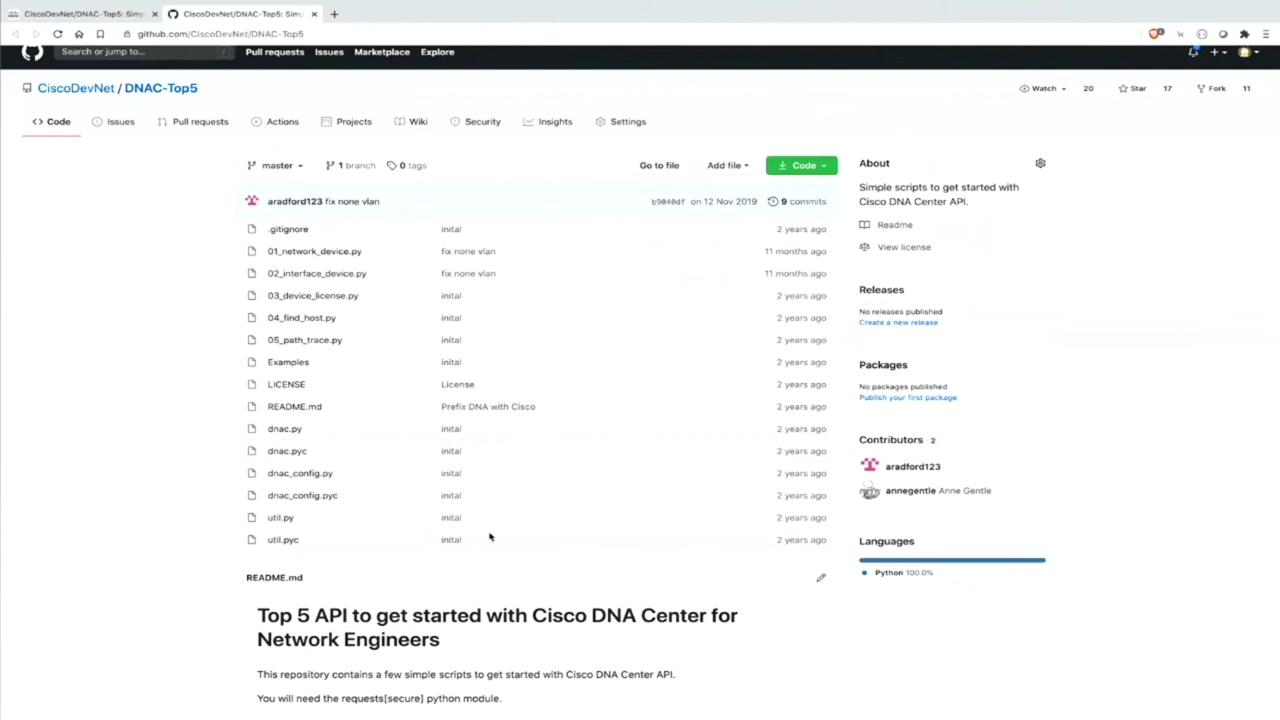 CiscoDevNet/DNAC-Top5: Simp
CiscoDevNet/DNAC-Top5: Simp
github.com/CiscoDevNet/DNAC-Top5
Search or jump to...
/
Pull requests
Issues
Marketplace
Explore
CiscoDevNet / DNAC-Top5
Watch
20
Star
17
Fork
11
Code
Issues
Pull requests
Actions
Projects
Wiki
Security
Insights
Settings
master
1 branch
0 tags
Go to file
Add file
Code
aradford123 fix none vlan
b9040df on 12 Nov 2019
9 commits
.gitignore inital 2 years ago
01_network_device.py fix none vlan 11 months ago
02_interface_device.py fix none vlan 11 months ago
03_device_license.py inital 2 years ago
04_find_host.py inital 2 years ago
05_path_trace.py inital 2 years ago
Examples inital 2 years ago
LICENSE License 2 years ago
README.md Prefix DNA with Cisco 2 years ago
dnac.py inital 2 years ago
dnac.pyc inital 2 years ago
dnac_config.py inital 2 years ago
dnac_config.pyc inital 2 years ago
util.py inital 2 years ago
util.pyc inital 2 years ago
README.md
Top 5 API to get started with Cisco DNA Center for
Network Engineers
This repository contains a few simple scripts to get started with Cisco DNA Center API.
You will need the requests[secure] python module.
About
Simple scripts to get started with
Cisco DNA Center API.
Readme
View license
Releases
No releases published
Create a new release
Packages
No packages published
Publish your first package
Contributors 2
aradford123
annegentle Anne Gentle
Languages
Python 100.0%